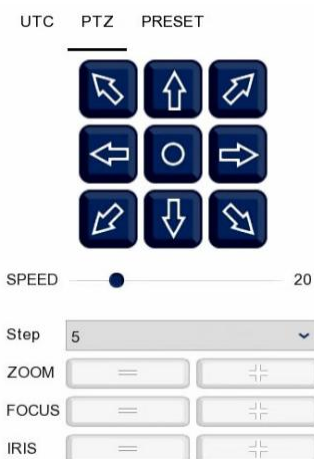 UTC PTZ PRESET
SPEED 20
Step 5
ZOOM
FOCUS
IRIS